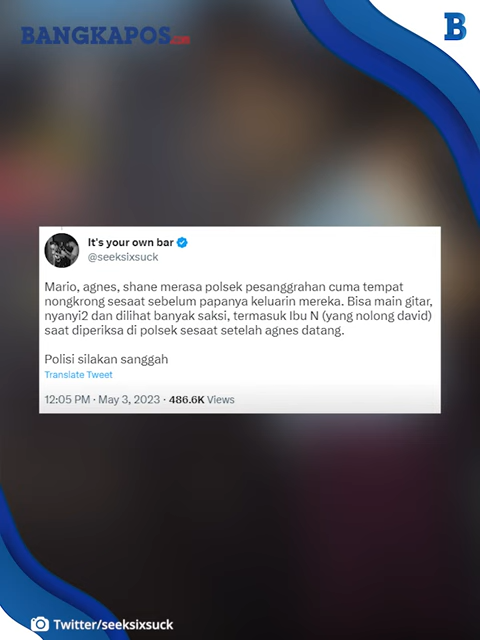 BANGKAPOS.com
B
It's your own bar
@seeksixsuck
Mario, agnes, shane merasa polsek pesanggrahan cuma tempat
nongkrong sesaat sebelum papanya keluarin mereka. Bisa main gitar,
nyanyi2 dan dilihat banyak saksi, termasuk Ibu N (yang nolong david)
saat diperiksa di polsek sesaat setelah agnes datang.
Polisi silakan sanggah
Translate Tweet
12:05 PM · May 3, 2023 · 486.6K Views
Twitter/seeksixsuck